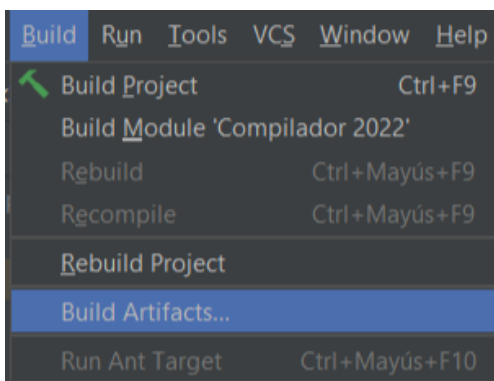 Build Run Tools VCS Window Help
Build Project Ctrl+F9
Build Module 'Compilador 2022'
Rebuild Ctrl+Mayús+F9
Recompile Ctrl+Mayús+F9
Rebuild Project
Build Artifacts...
Run Ant Target Ctrl+Mayús+F10